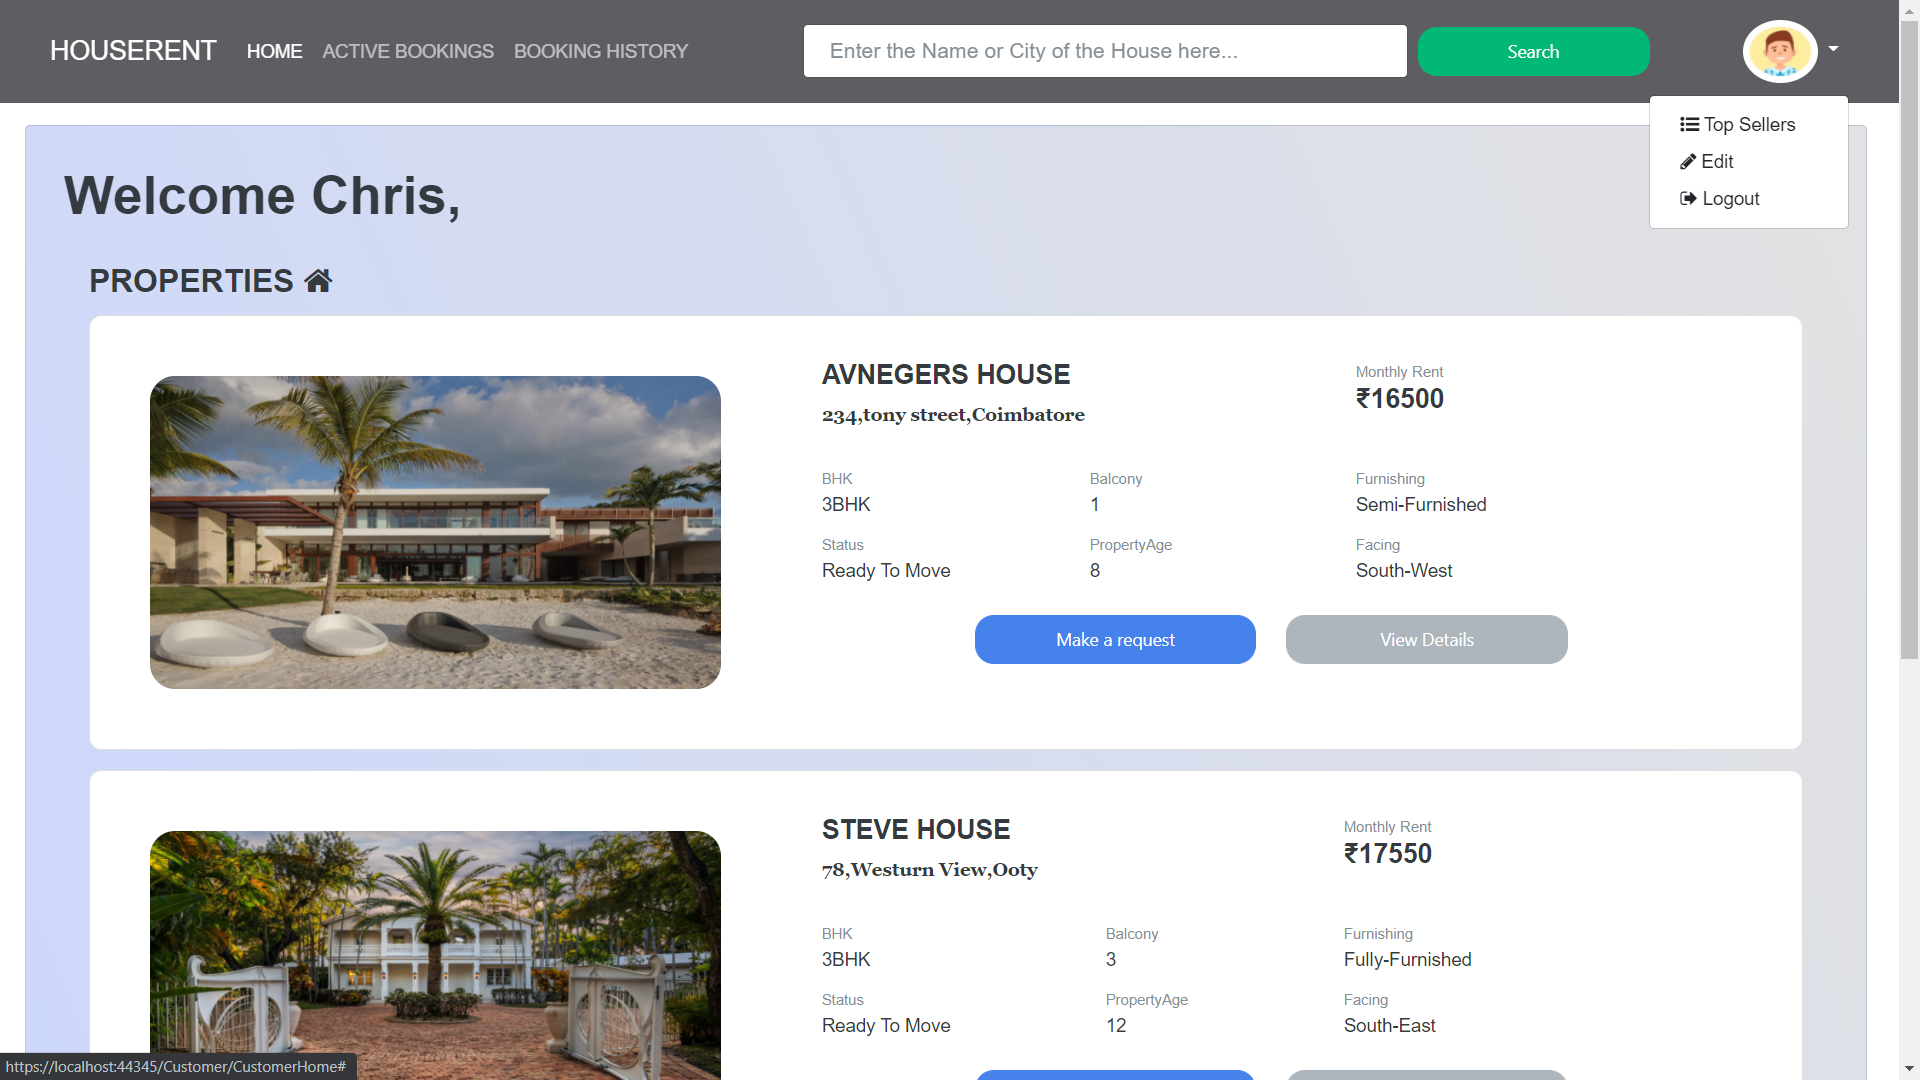 HOUSERENT HOME ACTIVE BOOKINGS BOOKING HISTORY Enter the Name or City of the House here... Search
Top Sellers
Edit
Logout
Welcome Chris,
PROPERTIES
AVNEGERS HOUSE
234,tony street,Coimbatore
Monthly Rent
₹16500
BHK Balcony Furnishing
3BHK 1 Semi-Furnished
Status PropertyAge Facing
Ready To Move 8 South-West
Make a request View Details
STEVE HOUSE
78,Westurn View,Ooty
Monthly Rent
₹17550
BHK Balcony Furnishing
3BHK 3 Fully-Furnished
Status PropertyAge Facing
Ready To Move 12 South-East
https://localhost:44345/Customer/CustomerHome#